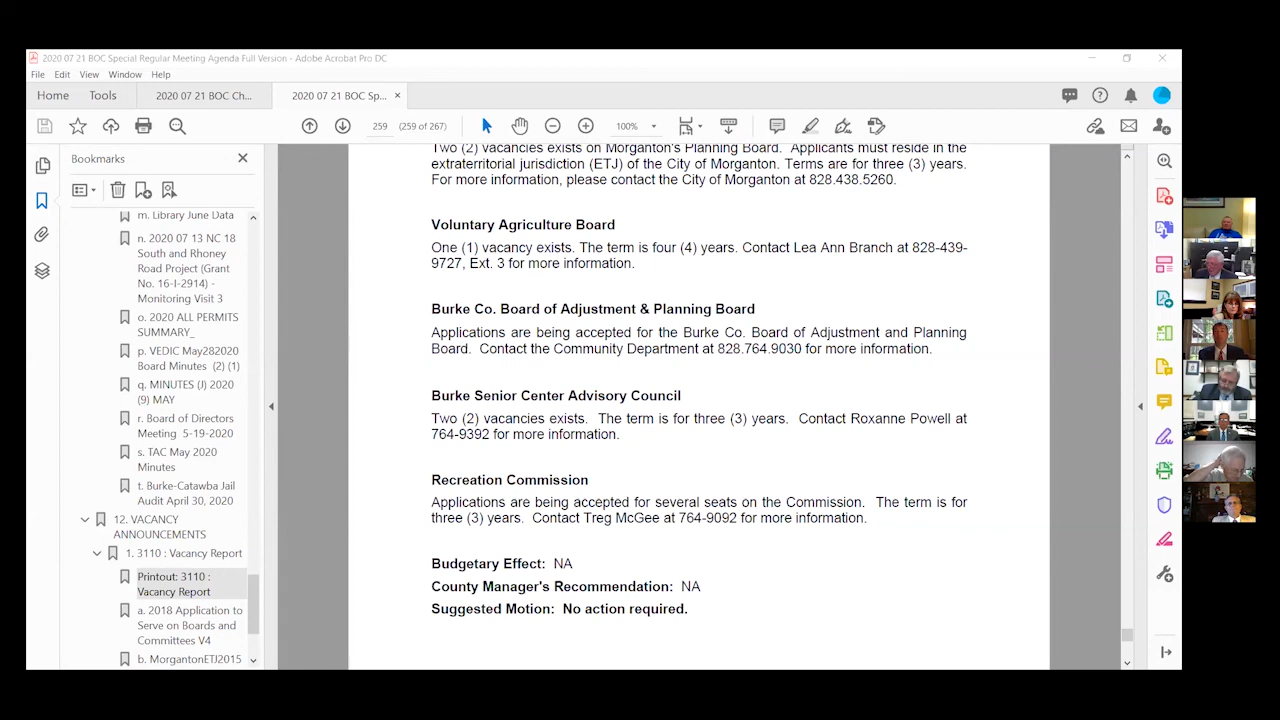 2020 07 21 BOC Special Regular Meeting Agenda Full Version - Adobe Acrobat Pro DC
File Edit View Window Help
Home Tools 2020 07 21 BOC Ch... 2020 07 21 BOC Sp... ×
259 (259 of 267) 100%
Bookmarks
m. Library June Data
n. 2020 07 13 NC 18
South and Rhoney
Road Project (Grant
No. 16-I-2914) -
Monitoring Visit 3
o. 2020 ALL PERMITS
SUMMARY_
p. VEDIC May282020
Board Minutes (2) (1)
q. MINUTES (J) 2020
(9) MAY
r. Board of Directors
Meeting 5-19-2020
s. TAC May 2020
Minutes
t. Burke-Catawba Jail
Audit April 30, 2020
12. VACANCY
ANNOUNCEMENTS
1. 3110 : Vacancy Report
Printout: 3110 :
Vacancy Report
a. 2018 Application to
Serve on Boards and
Committees V4
b. MorgantonETJ2015
Two (2) vacancies exists on Morganton's Planning Board. Applicants must reside in the
extraterritorial jurisdiction (ETJ) of the City of Morganton. Terms are for three (3) years.
For more information, please contact the City of Morganton at 828.438.5260.
Voluntary Agriculture Board
One (1) vacancy exists. The term is four (4) years. Contact Lea Ann Branch at 828-439-
9727, Ext. 3 for more information.
Burke Co. Board of Adjustment & Planning Board
Applications are being accepted for the Burke Co. Board of Adjustment and Planning
Board. Contact the Community Department at 828.764.9030 for more information.
Burke Senior Center Advisory Council
Two (2) vacancies exists. The term is for three (3) years. Contact Roxanne Powell at
764-9392 for more information.
Recreation Commission
Applications are being accepted for several seats on the Commission. The term is for
three (3) years. Contact Treg McGee at 764-9092 for more information.
Budgetary Effect: NA
County Manager's Recommendation: NA
Suggested Motion: No action required.